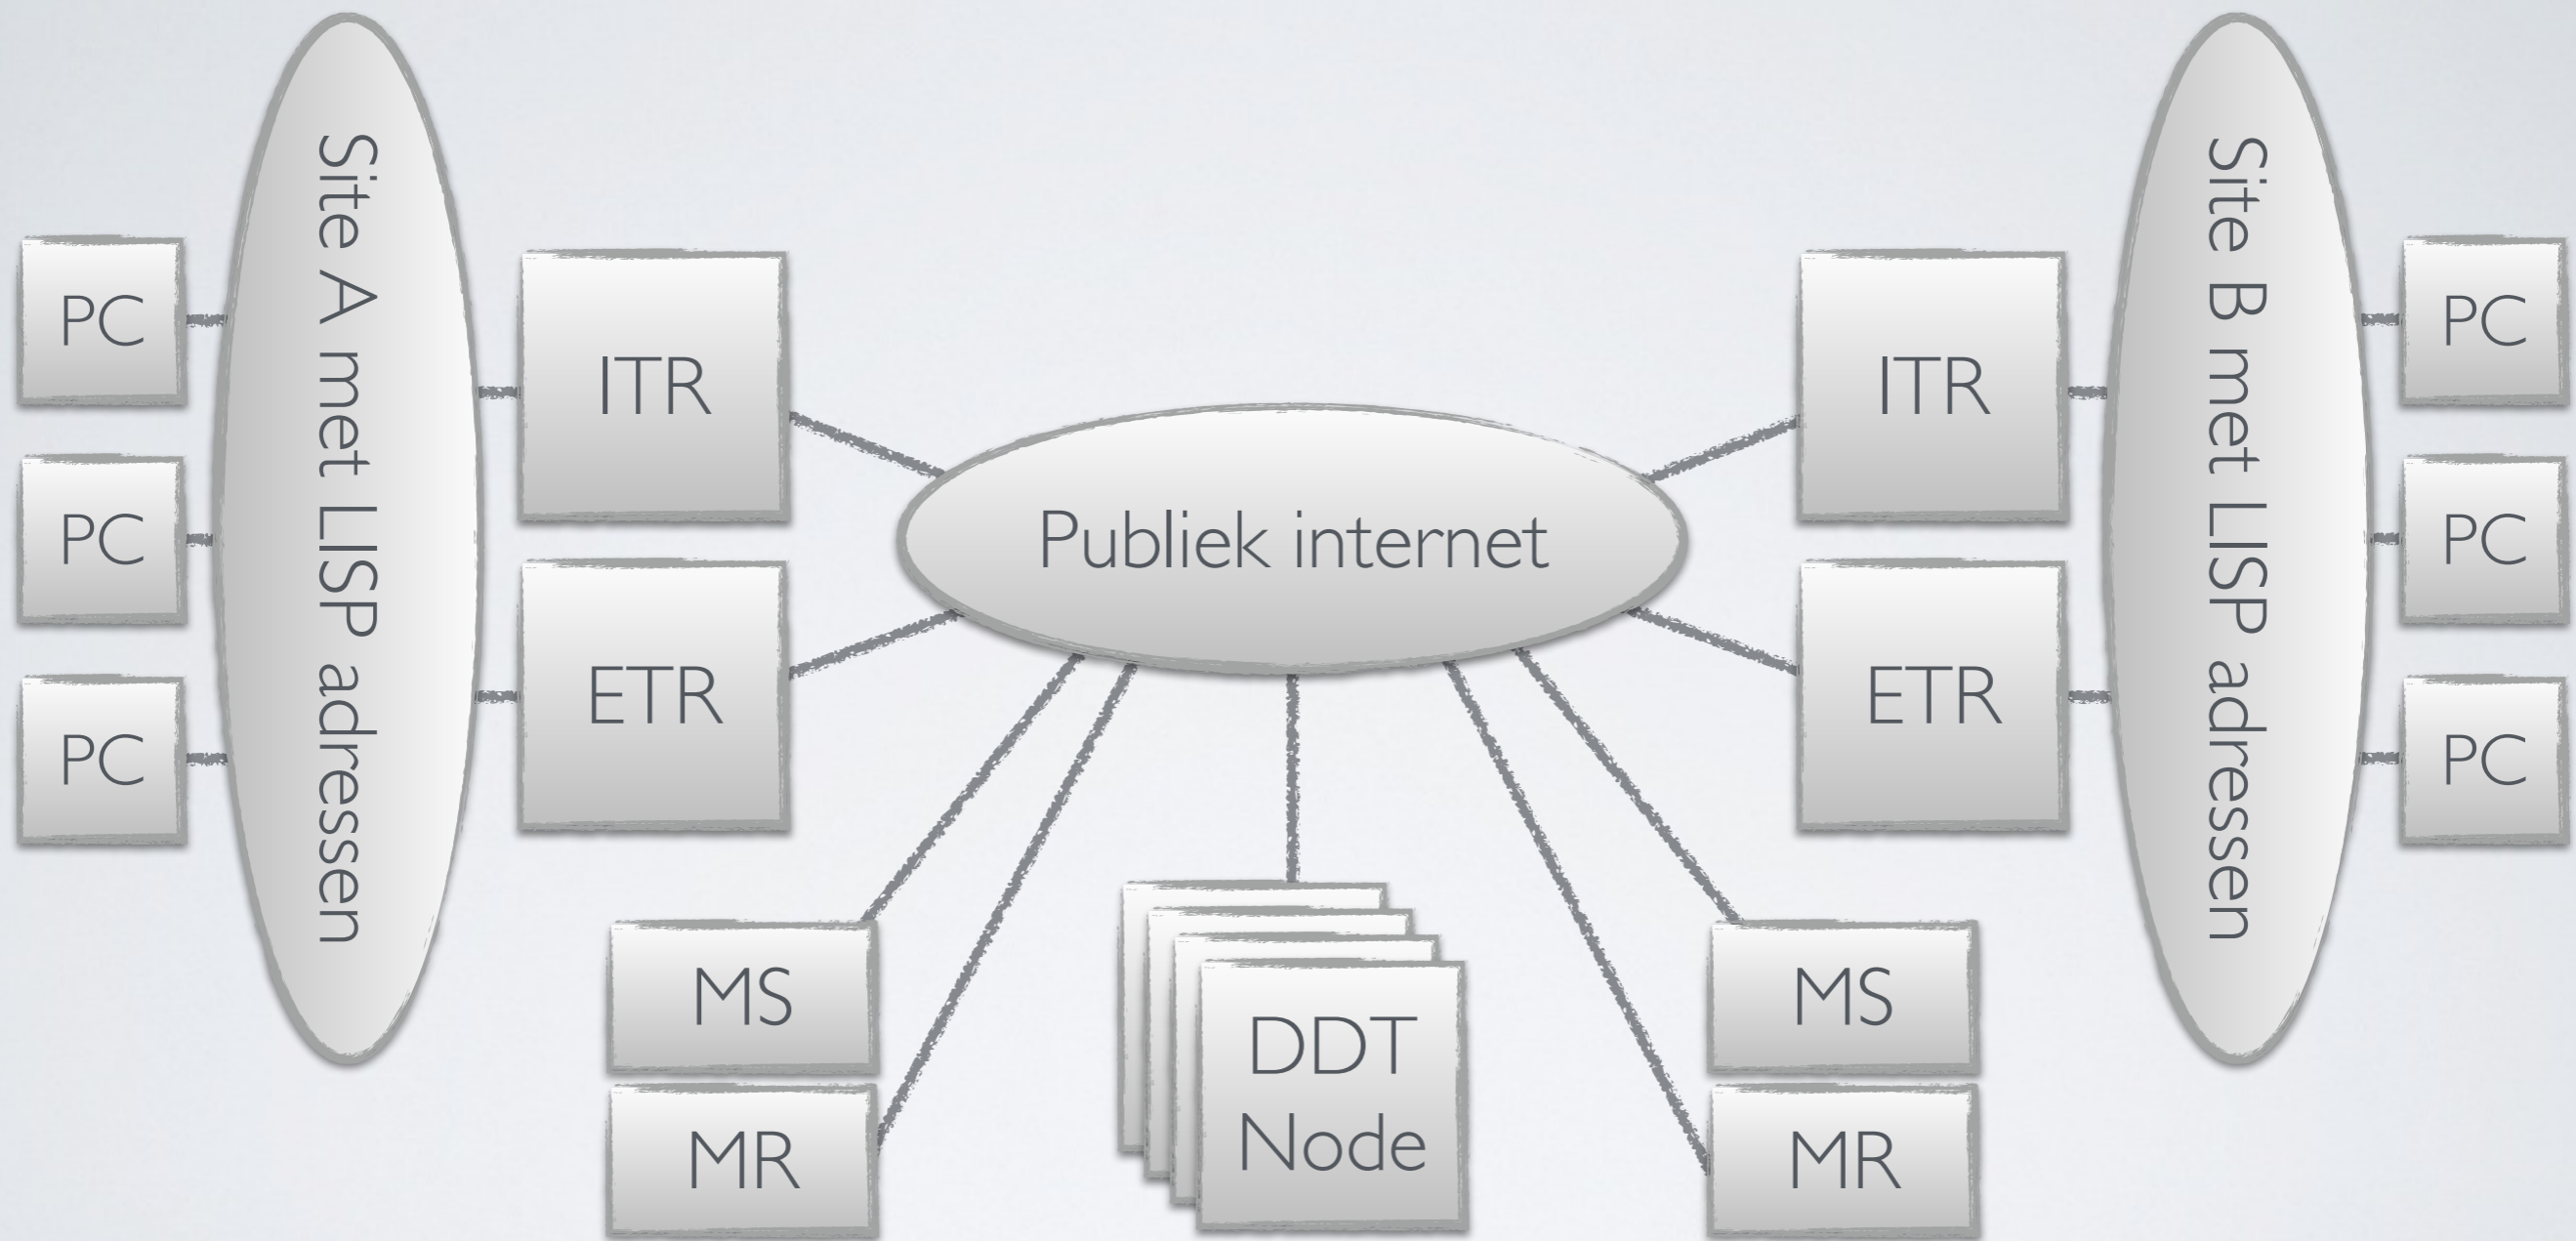 Site A met LISP adressen
PC
PC
PC
ITR
ETR
Publiek internet
ITR
ETR
Site B met LISP adressen
PC
PC
PC
MS
MR
DDT
Node
MS
MR